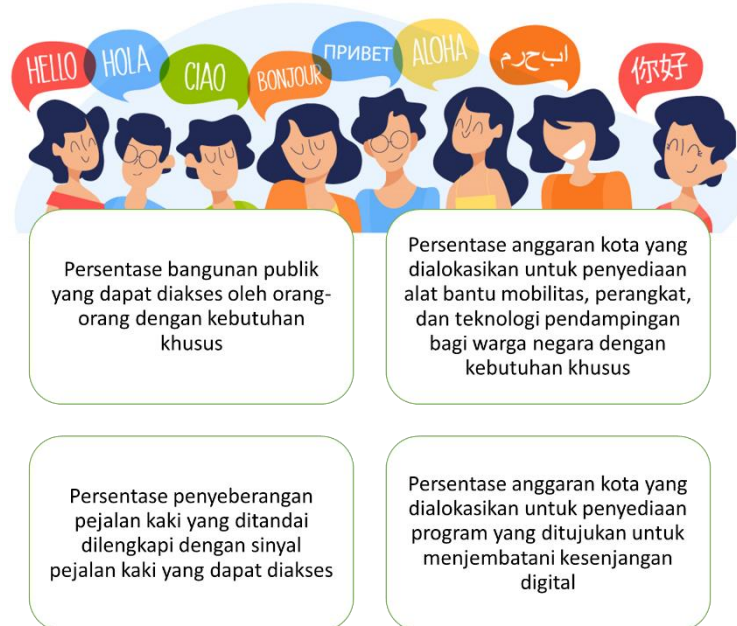 HELLO
HOLA
CIAO
BONJOUR
ПРИВЕТ
ALOHA
你好
Persentase bangunan publik
yang dapat diakses oleh orang-
orang dengan kebutuhan
khusus
Persentase anggaran kota yang
dialokasikan untuk penyediaan
alat bantu mobilitas, perangkat,
dan teknologi pendampingan
bagi warga negara dengan
kebutuhan khusus
Persentase penyeberangan
pejalan kaki yang ditandai
dilengkapi dengan sinyal
pejalan kaki yang dapat diakses
Persentase anggaran kota yang
dialokasikan untuk penyediaan
program yang ditujukan untuk
menjembatani kesenjangan
digital